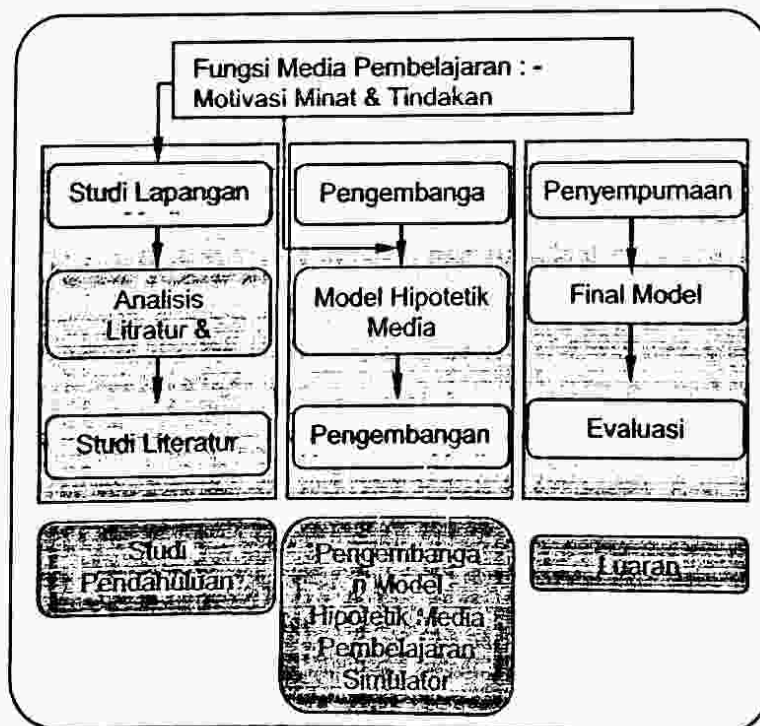 Fungsi Media Pembelajaran : -
Motivasi Minat & Tindakan
Studi Lapangan
Analisis
Litratur &
Studi Literatur
Pengembanga
Model Hipotetik
Media
Pengembangan
Penyempurnaan
Final Model
Evaluasi
Studi
Pendahuluan
Pengembanga
n Model
Hipotetik Media
Pembelajaran
Simulator
Luaran